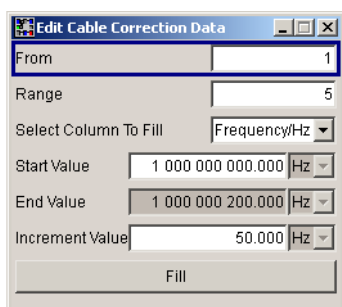 Edit Cable Correction Data
From 1
Range 5
Select Column To Fill Frequency/Hz
Start Value 1 000 000 000.000 Hz
End Value 1 000 000 200.000 Hz
Increment Value 50.000 Hz
Fill